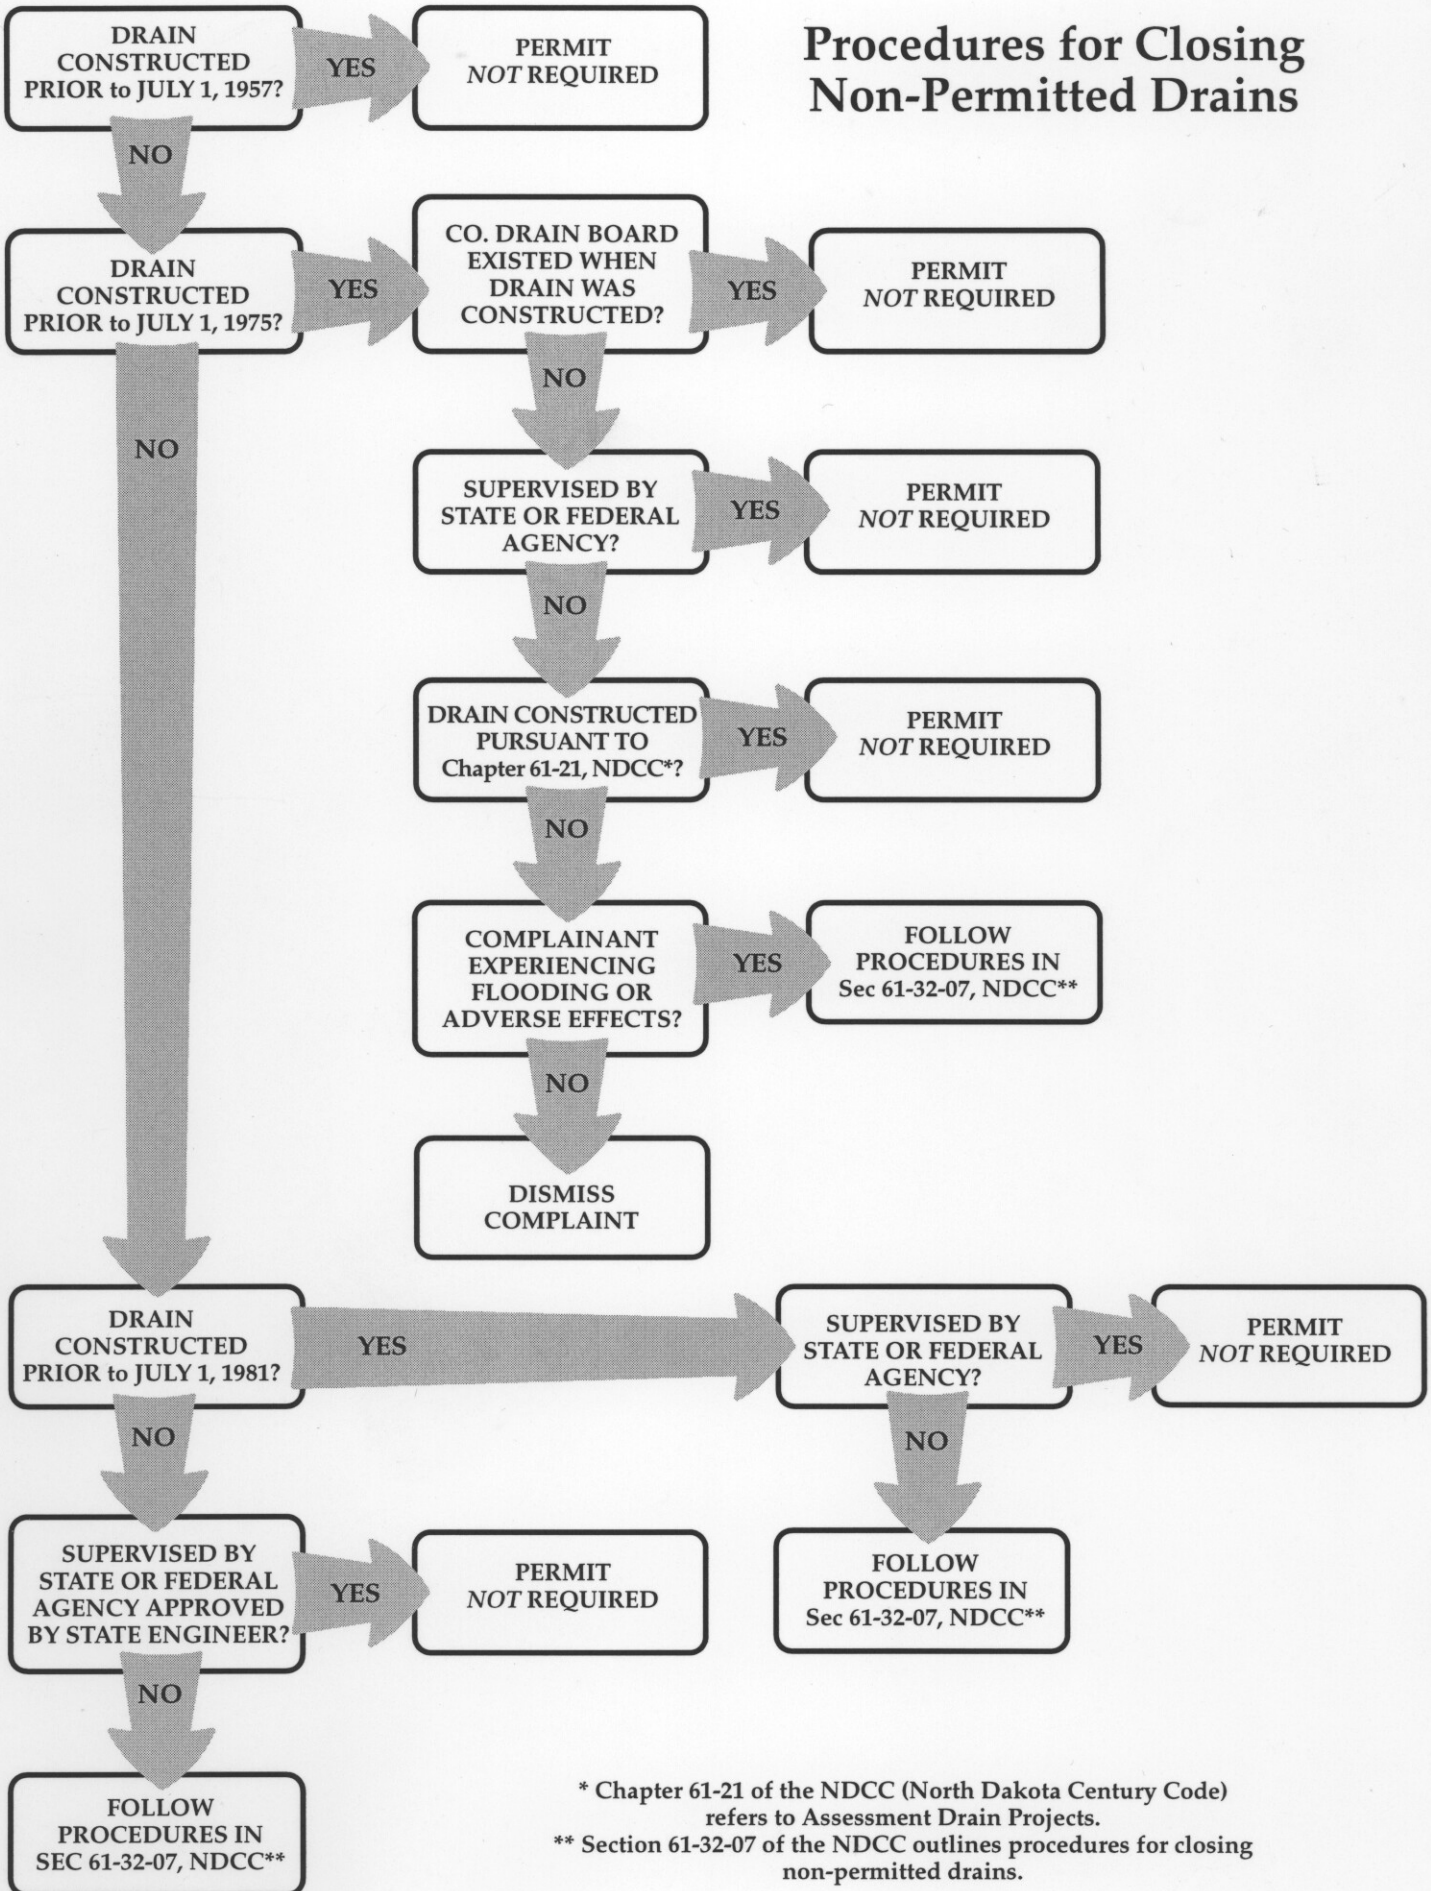 Procedures for Closing
Non-Permitted Drains
DRAIN
CONSTRUCTED
PRIOR to JULY 1, 1957?
YES
PERMIT
NOT REQUIRED
NO
DRAIN
CONSTRUCTED
PRIOR to JULY 1, 1975?
YES
CO. DRAIN BOARD
EXISTED WHEN
DRAIN WAS
CONSTRUCTED?
YES
PERMIT
NOT REQUIRED
NO
NO
SUPERVISED BY
STATE OR FEDERAL
AGENCY?
YES
PERMIT
NOT REQUIRED
NO
DRAIN CONSTRUCTED
PURSUANT TO
Chapter 61-21, NDCC*?
YES
PERMIT
NOT REQUIRED
NO
COMPLAINANT
EXPERIENCING
FLOODING OR
ADVERSE EFFECTS?
YES
FOLLOW
PROCEDURES IN
Sec 61-32-07, NDCC**
NO
DISMISS
COMPLAINT
DRAIN
CONSTRUCTED
PRIOR to JULY 1, 1981?
YES
SUPERVISED BY
STATE OR FEDERAL
AGENCY?
YES
PERMIT
NOT REQUIRED
NO
NO
SUPERVISED BY
STATE OR FEDERAL
AGENCY APPROVED
BY STATE ENGINEER?
YES
PERMIT
NOT REQUIRED
FOLLOW
PROCEDURES IN
Sec 61-32-07, NDCC**
NO
FOLLOW
PROCEDURES IN
SEC 61-32-07, NDCC**
* Chapter 61-21 of the NDCC (North Dakota Century Code)
refers to Assessment Drain Projects.
** Section 61-32-07 of the NDCC outlines procedures for closing
non-permitted drains.